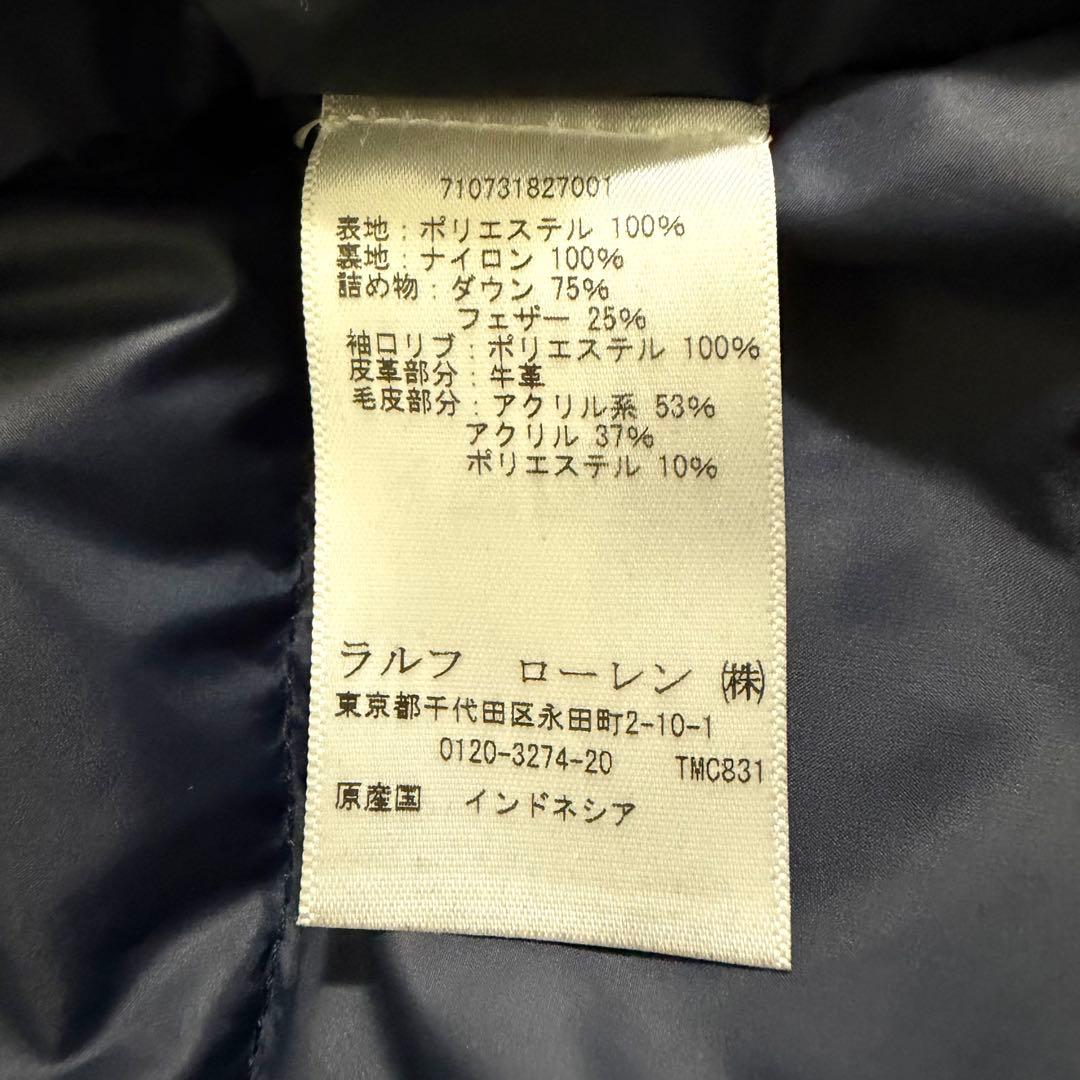 710731827001
表地：ポリエステル 100%
裏地：ナイロン 100%
詰め物：ダウン 75%
フェザー 25%
袖口リブ：ポリエステル 100%
皮革部分：牛革
毛皮部分：アクリル系 53%
アクリル 37%
ポリエステル 10%
ラルフ ローレン ㈱
東京都千代田区永田町2-10-1
0120-3274-20 TMC831
原産国 インドネシア